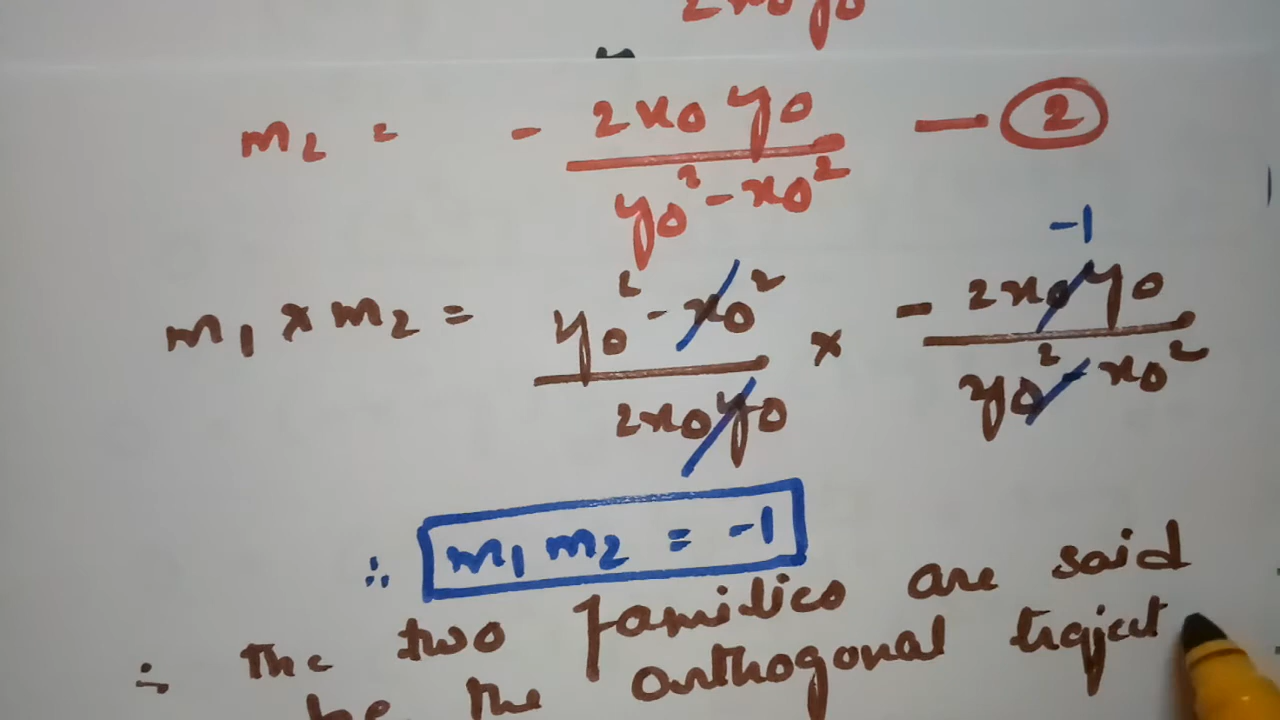 2x0y0
m2 = - 2x0y0 / y0² - x0² — 2
m1 × m2 = y0² - x0² / 2x0y0 × - 2x0y0 / y0² - x0²
-1
∴ m1 m2 = -1
∴ The two families are said
be the orthogonal traject